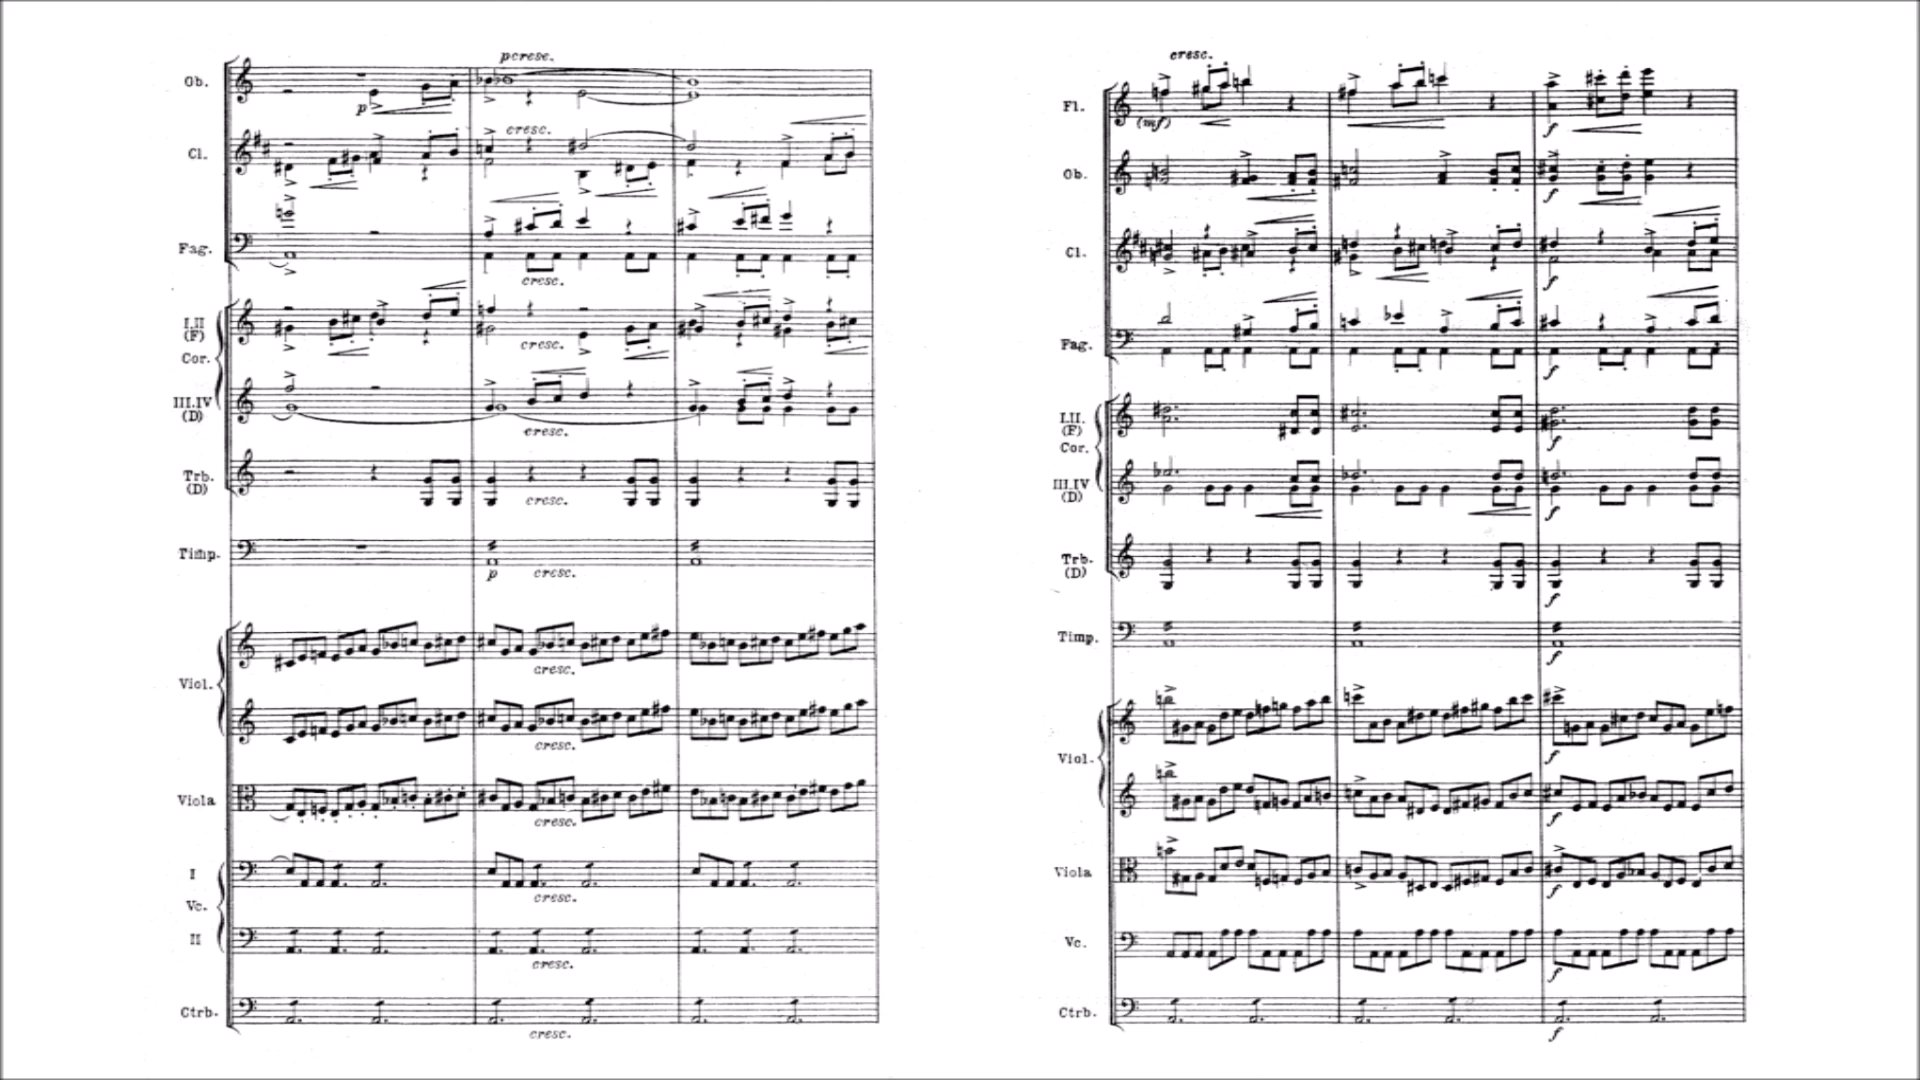 pcresc.
Ob.
p
cresc.
Cl.
Fag.
cresc.
I.II
(F)
cresc.
Cor.
III.IV
(D)
cresc.
Trb.
(D)
cresc.
Timp.
p cresc.
cresc.
Viol.
cresc.
Viola
cresc.
I
cresc.
Vc.
II
cresc.
Ctrb.
cresc.
cresc.
Fl.
(mf) f
Ob.
f
Cl.
f
Fag.
f
I.II.
(F)
f
Cor.
III.IV
(D)
f
Trb.
(D)
f
Timp.
f
f
Viol.
f
Viola
f
Vc.
f
Ctrb.
f